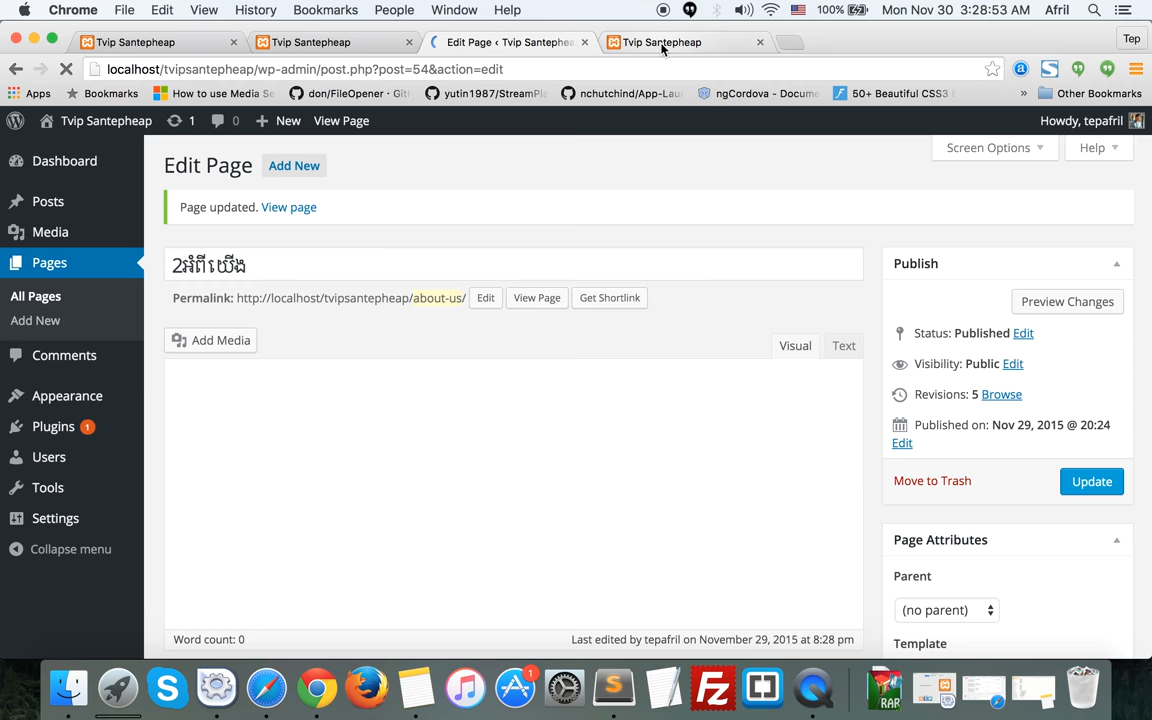 Chrome File Edit View History Bookmarks People Window Help 100% Mon Nov 30 3:28:53 AM Afril
Tvip Santepheap Tvip Santepheap Edit Page ‹ Tvip Santephea Tvip Santepheap Tep
localhost/tvipsantepheap/wp-admin/post.php?post=54&action=edit
Apps Bookmarks How to use Media Se don/FileOpener · Git yutin1987/StreamPla nchutchind/App-Lau ngCordova - Docume 50+ Beautiful CSS3 » Other Bookmarks
Tvip Santepheap 1 0 New View Page Howdy, tepafril
Dashboard
Posts
Media
Pages
All Pages
Add New
Comments
Appearance
Plugins 1
Users
Tools
Settings
Collapse menu
Screen Options Help
Edit Page Add New
Page updated. View page
2អំពីយើង
Permalink: http://localhost/tvipsantepheap/about-us/ Edit View Page Get Shortlink
Add Media
Visual Text
Word count: 0 Last edited by tepafril on November 29, 2015 at 8:28 pm
Publish
Preview Changes
Status: Published Edit
Visibility: Public Edit
Revisions: 5 Browse
Published on: Nov 29, 2015 @ 20:24
Edit
Move to Trash Update
Page Attributes
Parent
(no parent)
Template
1
S
Fz
RAR